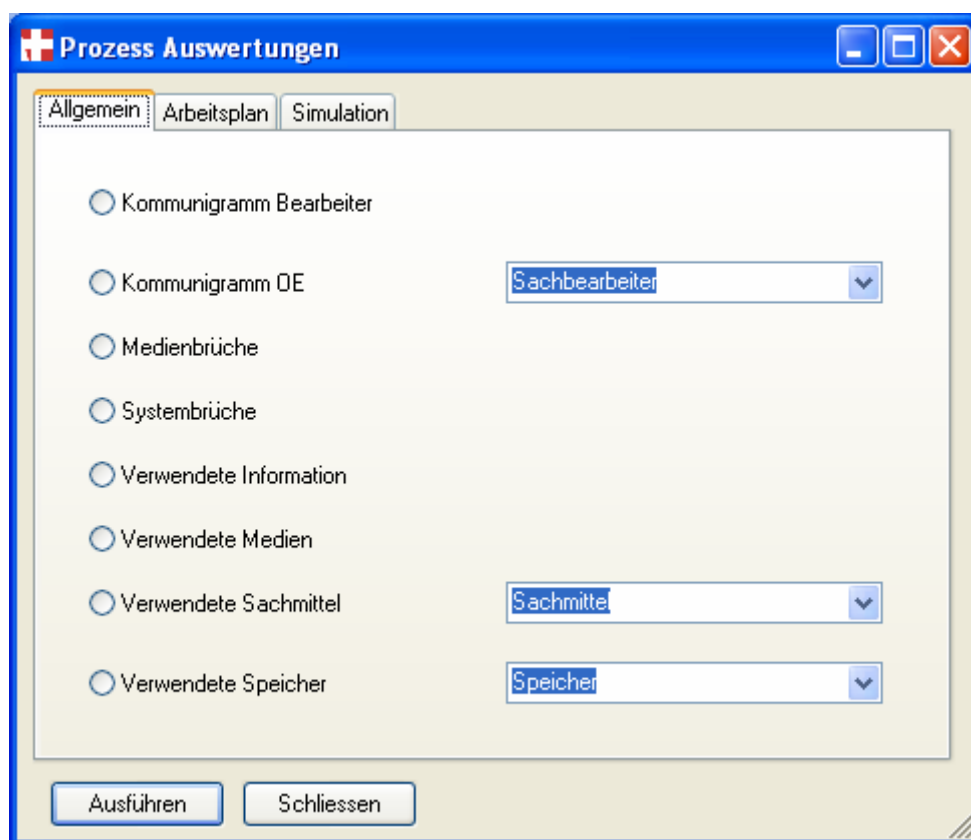 Prozess Auswertungen
Allgemein Arbeitsplan Simulation
Kommunigramm Bearbeiter
Kommunigramm OE Sachbearbeiter
Medienbrüche
Systembrüche
Verwendete Information
Verwendete Medien
Verwendete Sachmittel Sachmittel
Verwendete Speicher Speicher
Ausführen Schliessen